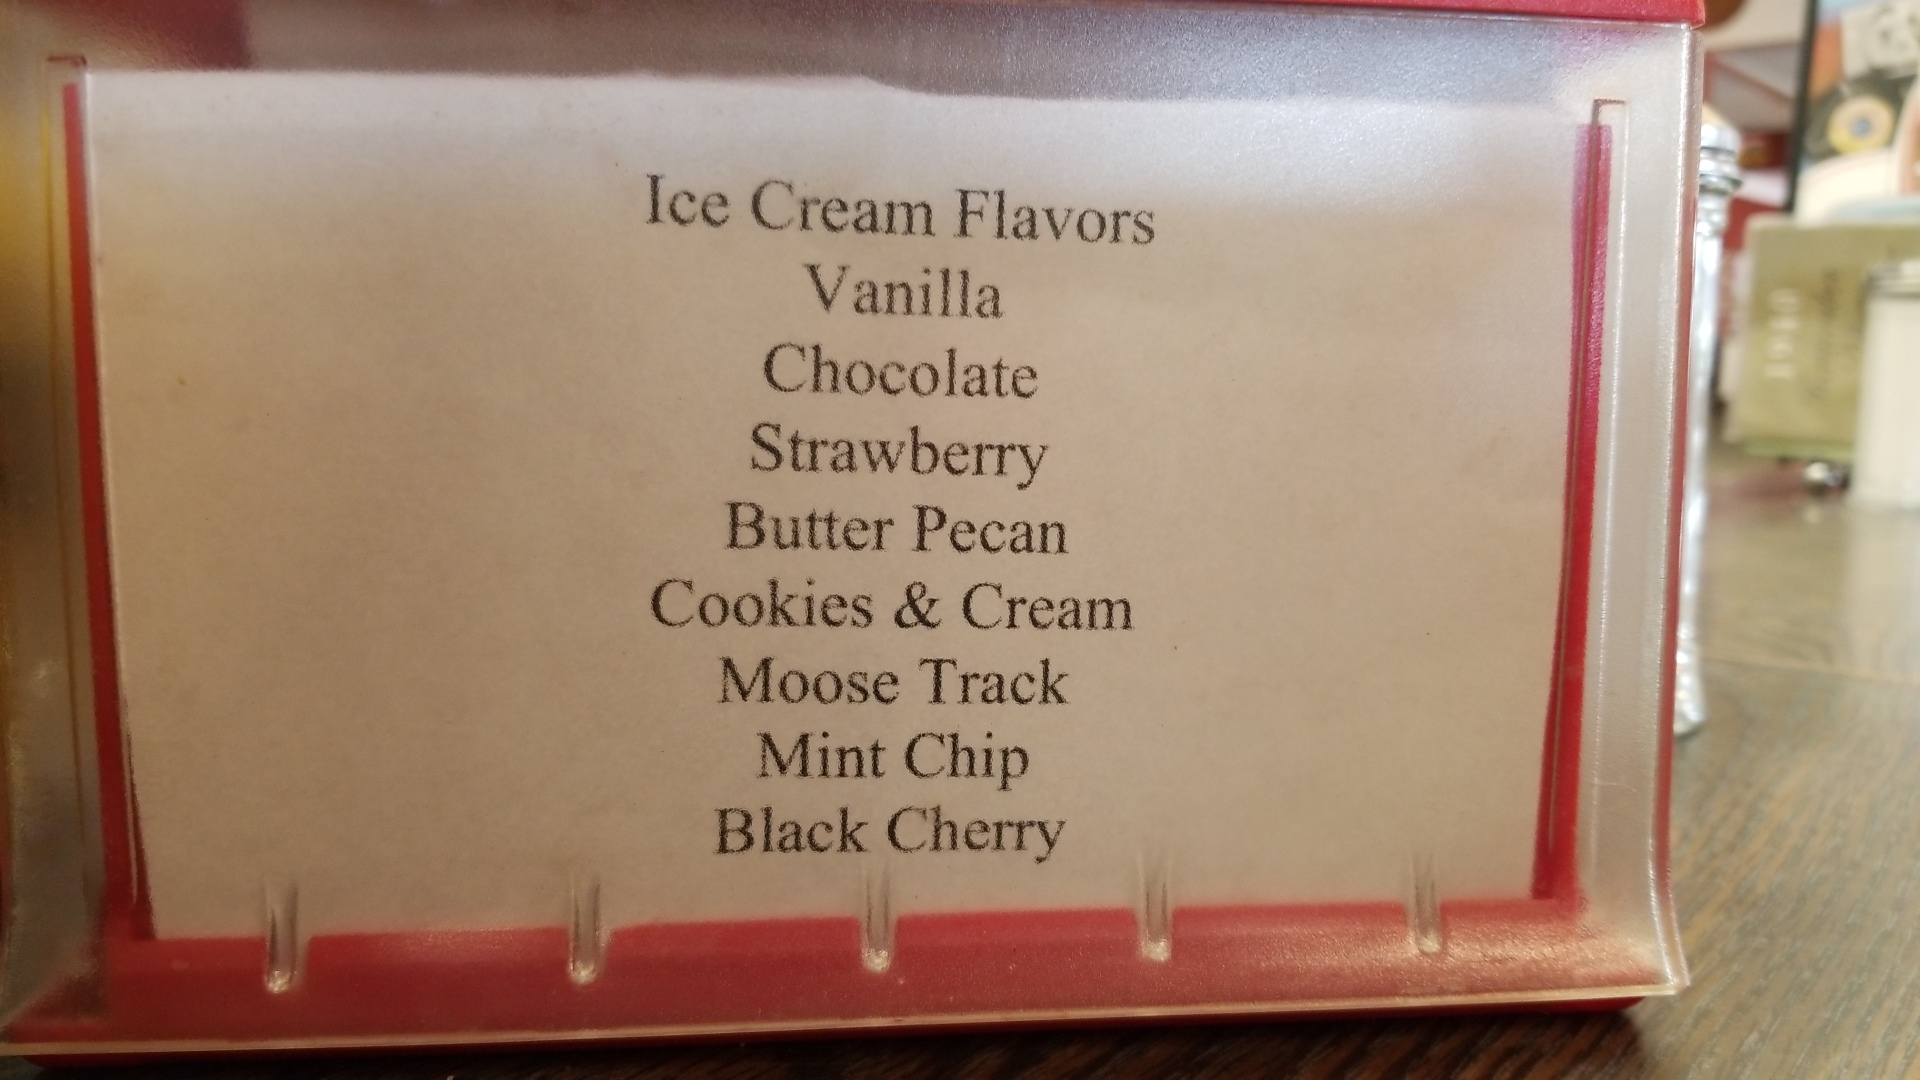 Ice Cream Flavors
Vanilla
Chocolate
Strawberry
Butter Pecan
Cookies & Cream
Moose Track
Mint Chip
Black Cherry